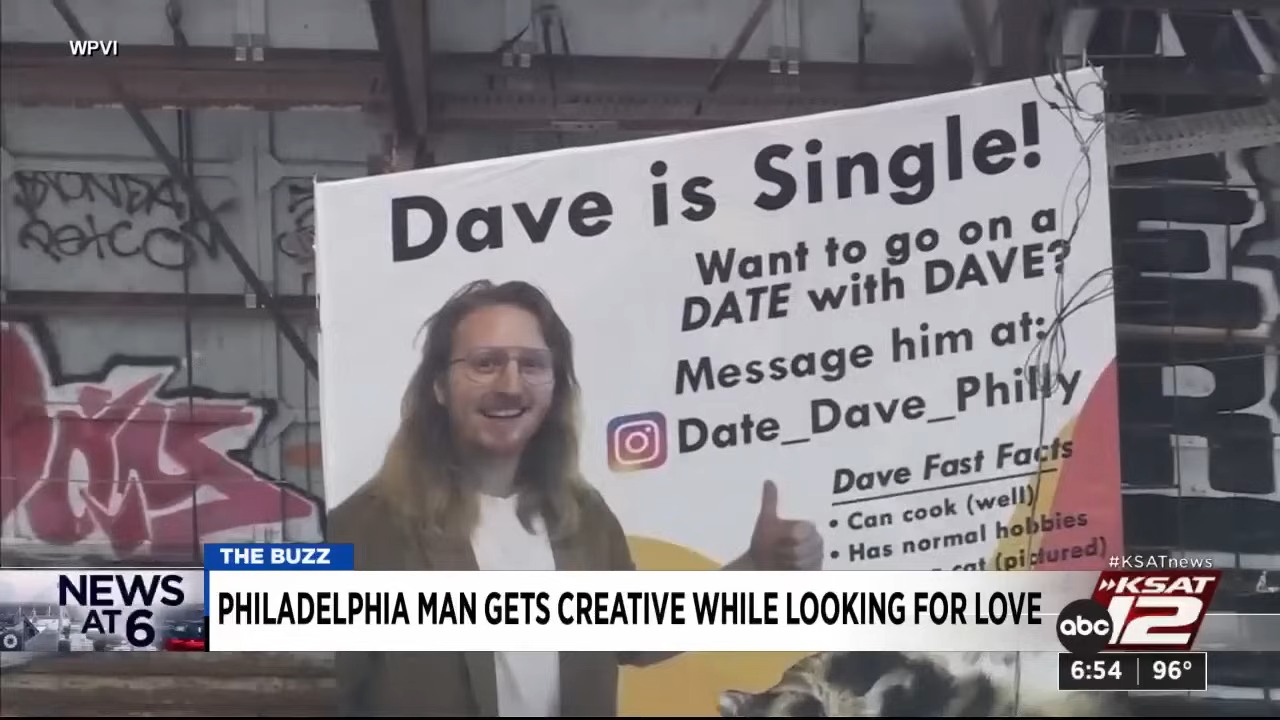 WPVI
Dave is Single!
Want to go on a
DATE with DAVE?
Message him at:
Date_Dave_Philly
Dave Fast Facts
• Can cook (well)
• Has normal hobbies
cat (pictured)
#KSATnews
THE BUZZ
NEWS
AT 6
PHILADELPHIA MAN GETS CREATIVE WHILE LOOKING FOR LOVE
KSAT
abc 12
6:54 96°